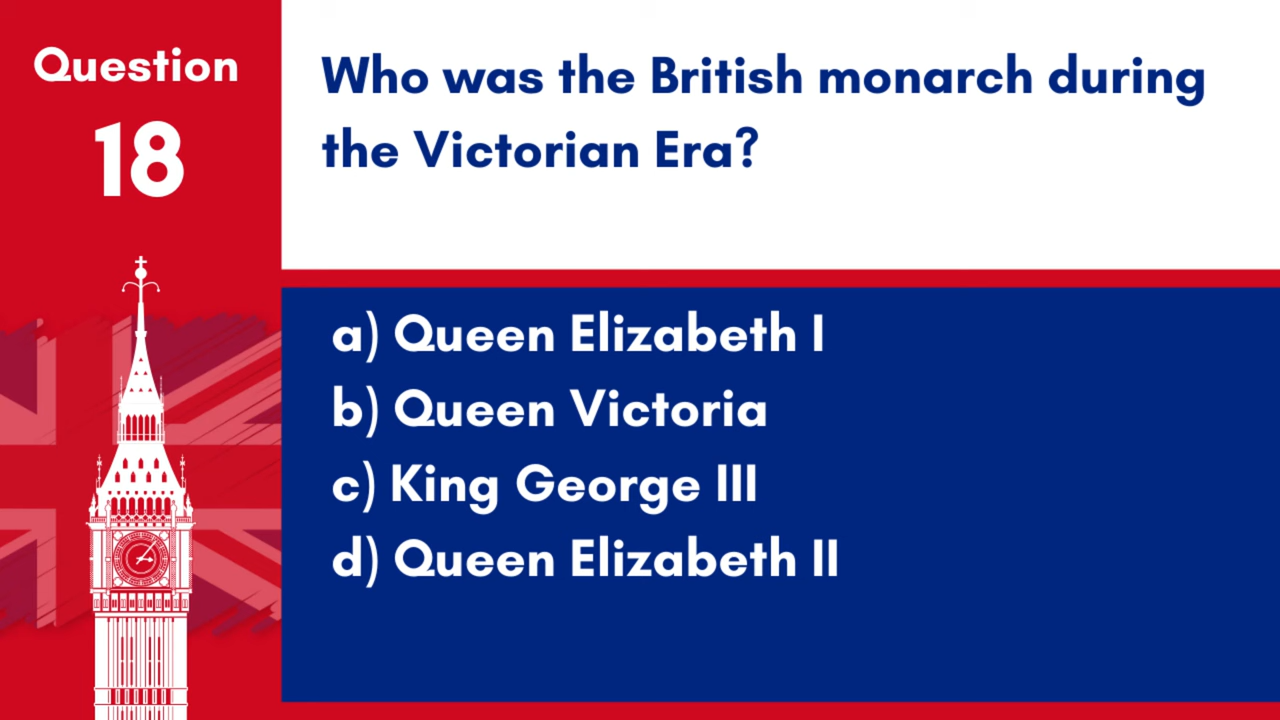 Question
18
Who was the British monarch during
the Victorian Era?
a) Queen Elizabeth I
b) Queen Victoria
c) King George III
d) Queen Elizabeth II